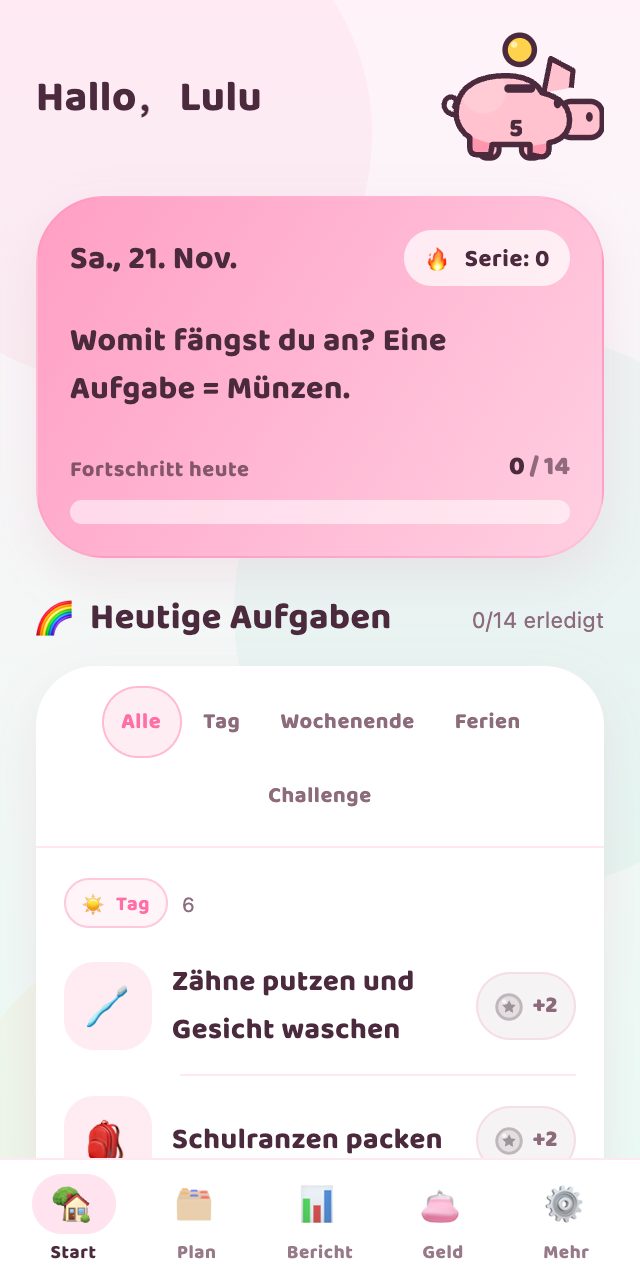 Hallo, Lulu
5
Sa., 21. Nov.
Serie: 0
Womit fängst du an? Eine
Aufgabe = Münzen.
Fortschritt heute
0 / 14
Heutige Aufgaben
0/14 erledigt
Alle Tag Wochenende Ferien
Challenge
Tag 6
Zähne putzen und
Gesicht waschen
+2
Schulranzen packen
+2
Start Plan Bericht Geld Mehr